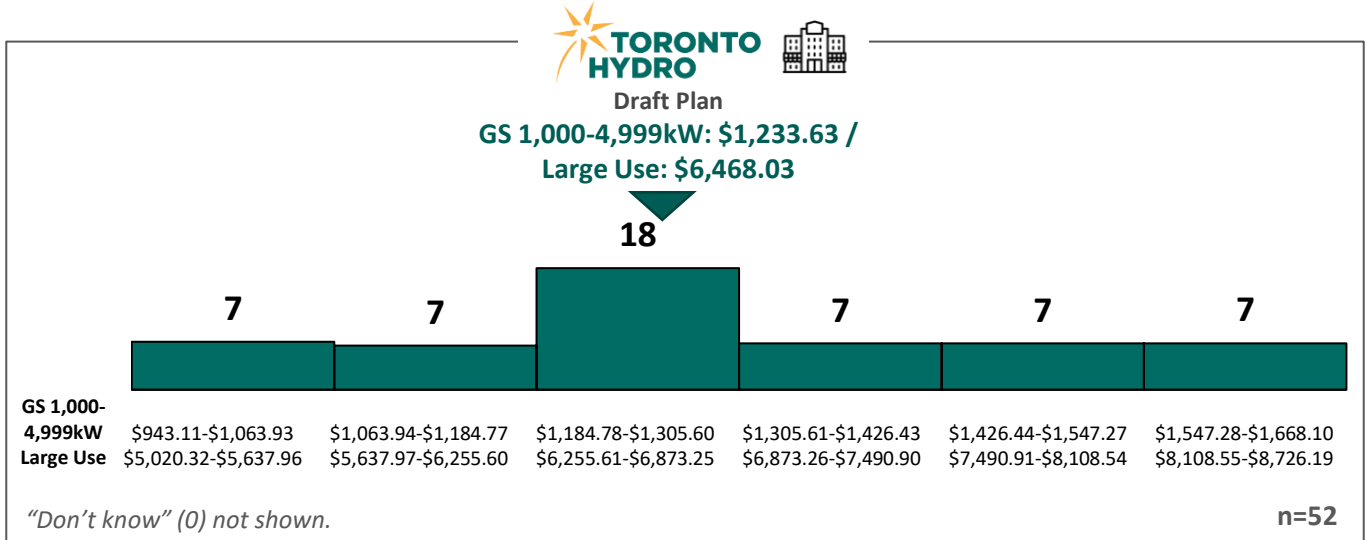 TORONTO
HYDRO
Draft Plan
GS 1,000-4,999kW: $1,233.63 /
Large Use: $6,468.03
7
7
18
7
7
7
GS 1,000-
4,999kW $943.11-$1,063.93 $1,063.94-$1,184.77 $1,184.78-$1,305.60 $1,305.61-$1,426.43 $1,426.44-$1,547.27 $1,547.28-$1,668.10
Large Use $5,020.32-$5,637.96 $5,637.97-$6,255.60 $6,255.61-$6,873.25 $6,873.26-$7,490.90 $7,490.91-$8,108.54 $8,108.55-$8,726.19
“Don’t know” (0) not shown. n=52